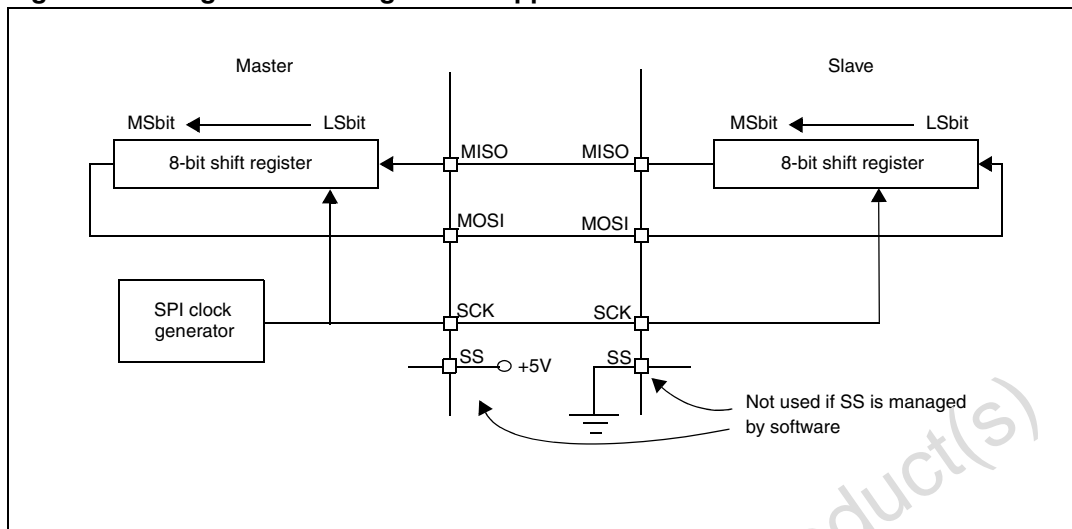 Master
Slave
MSbit LSbit
MSbit LSbit
8-bit shift register
8-bit shift register
MISO MISO
MOSI MOSI
SPI clock
generator
SCK SCK
SS +5V
SS
Not used if SS is managed
by software